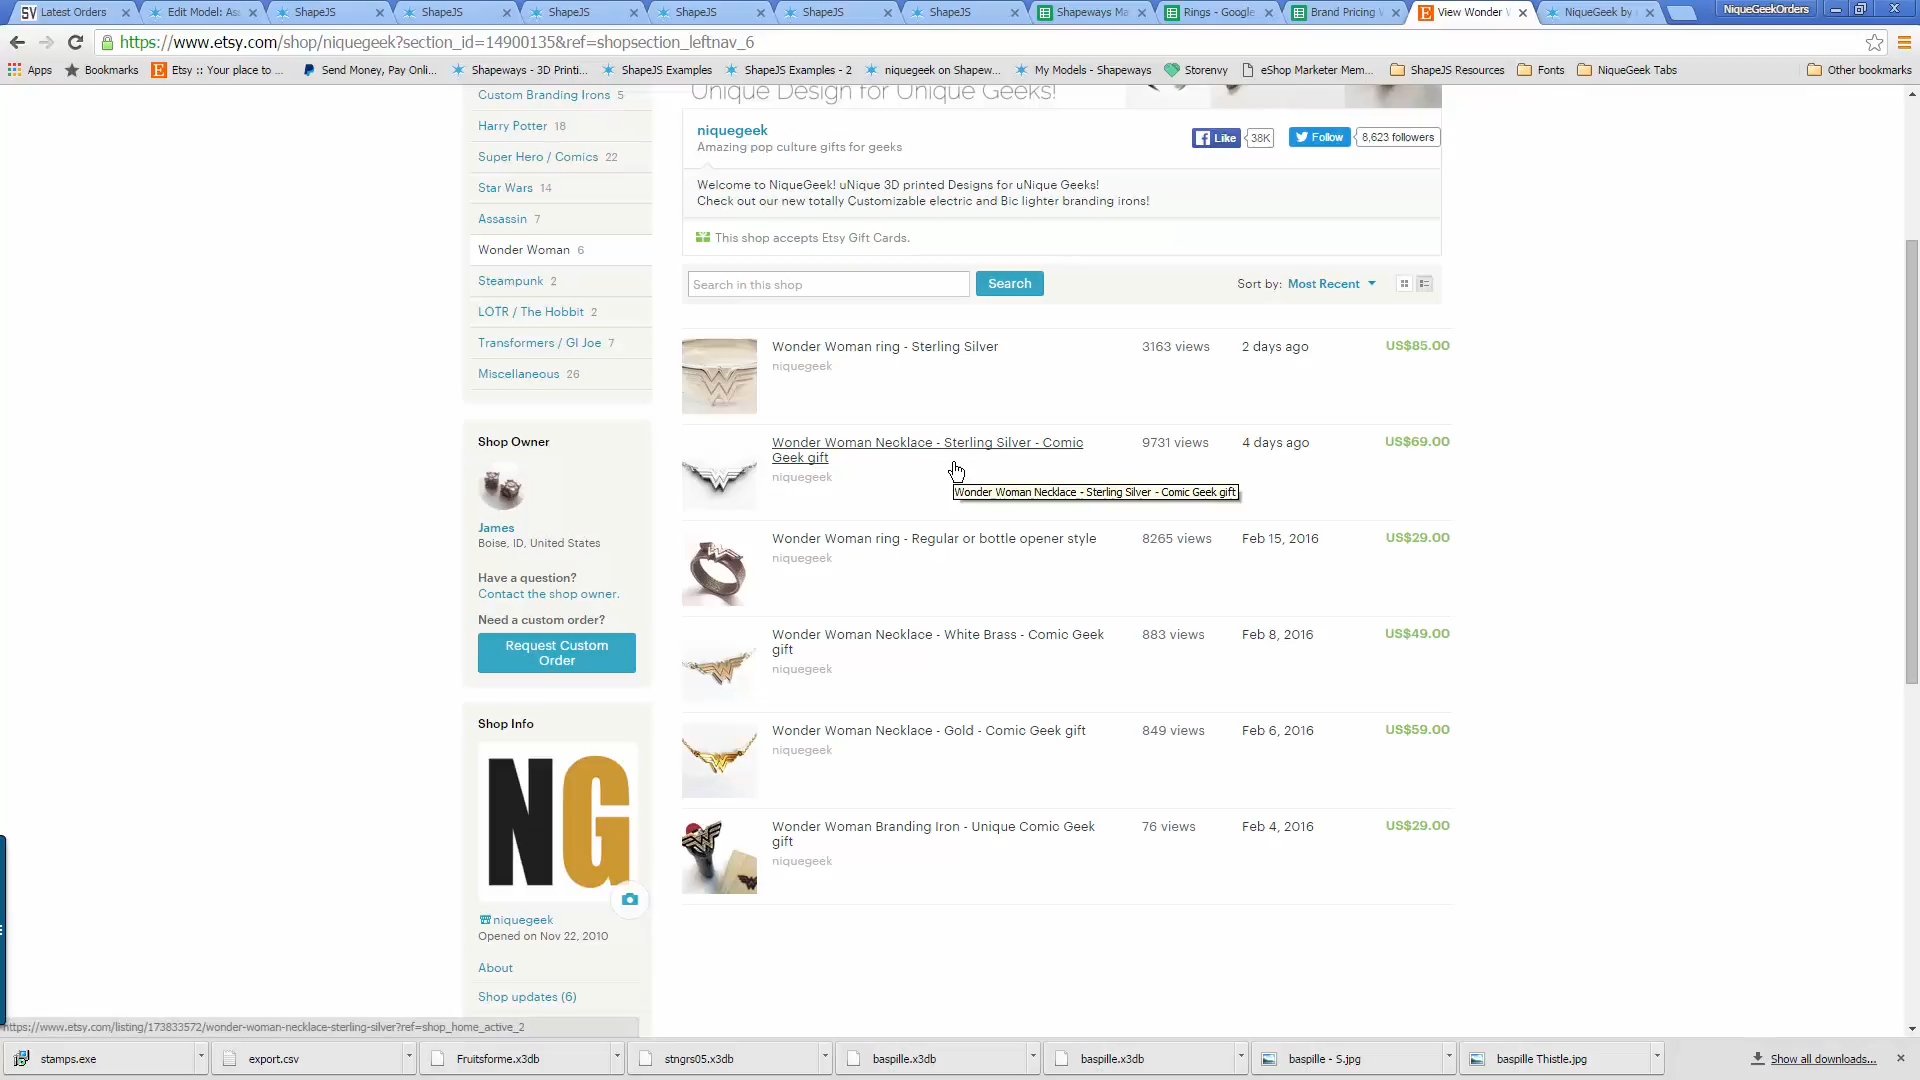 Latest Orders
Edit Model: Ass
ShapeJS
ShapeJS
ShapeJS
ShapeJS
ShapeJS
ShapeJS
Shapeways Ma
Rings - Google
Brand Pricing
View Wonder
NiqueGeek by
NiqueGeekOrders
https://www.etsy.com/shop/niquegeek?section_id=14900135&ref=shopsection_leftnav_6
Apps
Bookmarks
Etsy :: Your place to ...
Send Money, Pay Onli...
Shapeways - 3D Printi...
ShapeJS Examples
ShapeJS Examples - 2
niquegeek on Shapew...
My Models - Shapeways
Storenvy
eShop Marketer Mem...
ShapeJS Resources
Fonts
NiqueGeek Tabs
Other bookmarks
Custom Branding Irons 5
Harry Potter 18
Super Hero / Comics 22
Star Wars 14
Assassin 7
Wonder Woman 6
Steampunk 2
LOTR / The Hobbit 2
Transformers / GI Joe 7
Miscellaneous 26
Shop Owner
James
Boise, ID, United States
Have a question?
Contact the shop owner.
Need a custom order?
Request Custom
Order
Shop Info
NG
niquegeek
Opened on Nov 22, 2010
About
Shop updates (6)
Unique Design for Unique Geeks!
niquegeek
Amazing pop culture gifts for geeks
Like 38K
Follow 8,623 followers
Welcome to NiqueGeek! uNique 3D printed Designs for uNique Geeks!
Check out our new totally Customizable electric and Bic lighter branding irons!
This shop accepts Etsy Gift Cards.
Search in this shop
Search
Sort by: Most Recent
Wonder Woman ring - Sterling Silver 3163 views 2 days ago US$85.00
niquegeek
Wonder Woman Necklace - Sterling Silver - Comic 9731 views 4 days ago US$69.00
Geek gift
niquegeek
Wonder Woman Necklace - Sterling Silver - Comic Geek gift
Wonder Woman ring - Regular or bottle opener style 8265 views Feb 15, 2016 US$29.00
niquegeek
Wonder Woman Necklace - White Brass - Comic Geek 883 views Feb 8, 2016 US$49.00
gift
niquegeek
Wonder Woman Necklace - Gold - Comic Geek gift 849 views Feb 6, 2016 US$59.00
niquegeek
Wonder Woman Branding Iron - Unique Comic Geek 76 views Feb 4, 2016 US$29.00
gift
niquegeek
https://www.etsy.com/listing/173833572/wonder-woman-necklace-sterling-silver?ref=shop_home_active_2
stamps.exe
export.csv
Fruitsforme.x3db
stngrs05.x3db
baspille.x3db
baspille.x3db
baspille - S.jpg
baspille Thistle.jpg
Show all downloads...